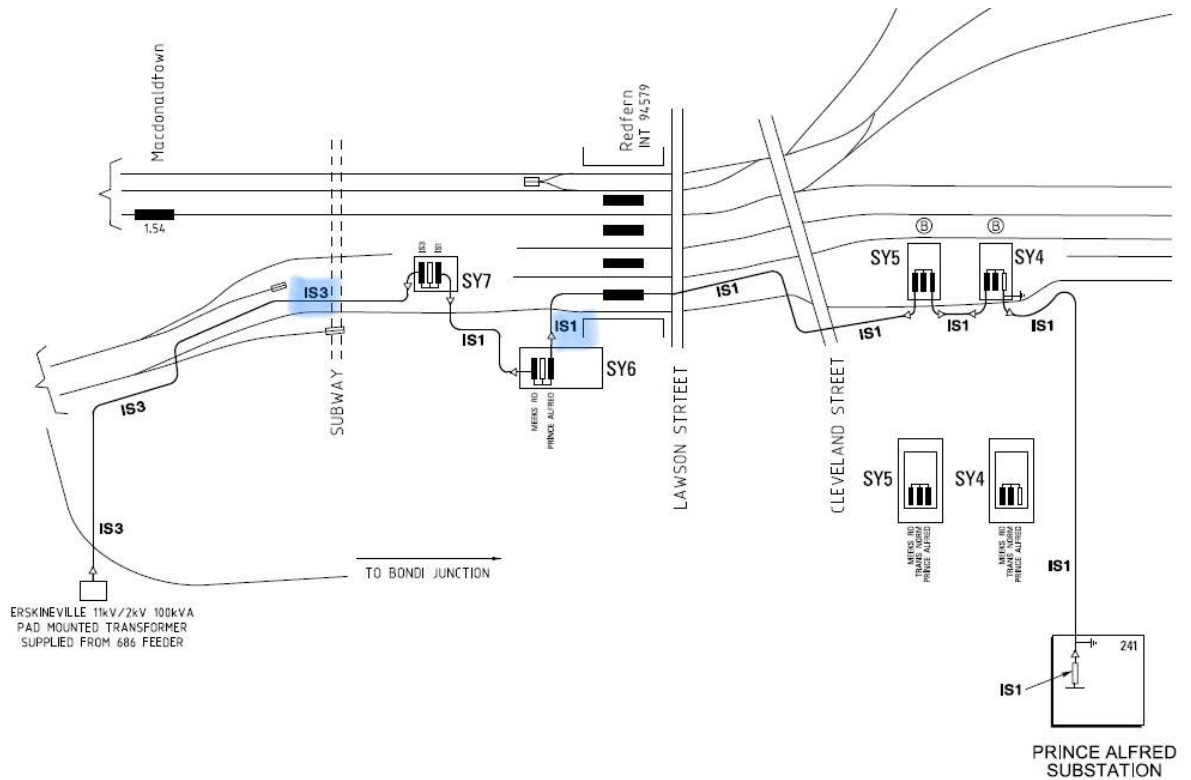 Macdonaldtown
1.54
Redfern
INT 94579
IS3
SUBWAY
IS3
IS1
SY7
IS1
IS1
SY6
MEEKS RD
PRINCE ALFRED
LAWSON STRTEET
IS1
CLEVELAND STREET
B
B
SY5
SY4
IS1
IS1
IS1
IS3
SY5
SY4
MEEKS RD
TRANS NORM
PRINCE ALFRED
MEEKS RD
TRANS NORM
PRINCE ALFRED
IS3
TO BONDI JUNCTION
IS1
ERSKINEVILLE 11kV/2kV 100kVA
PAD MOUNTED TRANSFORMER
SUPPLIED FROM 686 FEEDER
241
IS1
PRINCE ALFRED
SUBSTATION